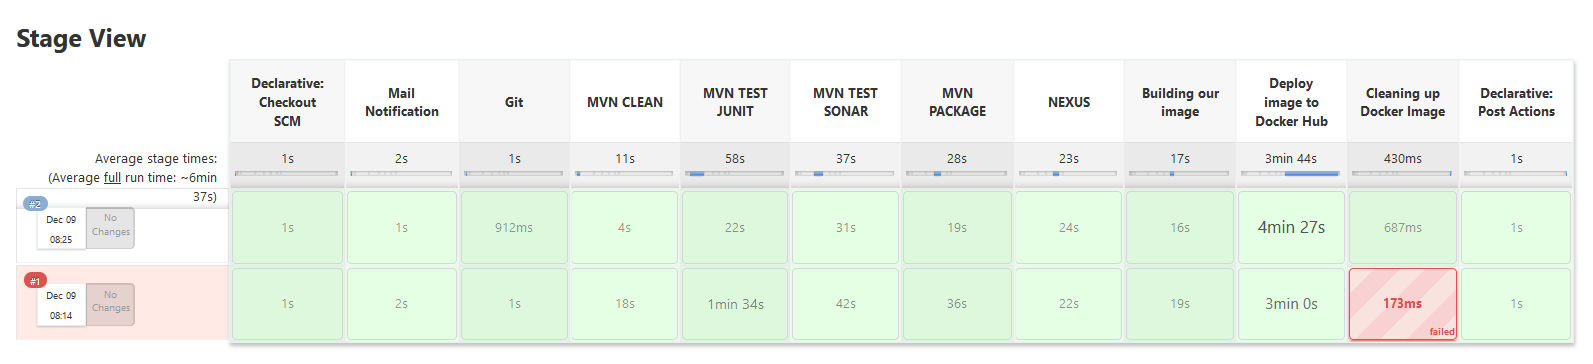 Stage View
Declarative:
Checkout
SCM
Mail
Notification
Git
MVN CLEAN
MVN TEST
JUNIT
MVN TEST
SONAR
MVN
PACKAGE
NEXUS
Building our
image
Deploy
image to
Docker Hub
Cleaning up
Docker Image
Declarative:
Post Actions
Average stage times:
(Average full run time: ~6min
37s)
1s
2s
1s
11s
58s
37s
28s
23s
17s
3min 44s
430ms
1s
#2
Dec 09
08:25
No
Changes
1s
1s
912ms
4s
22s
31s
19s
24s
16s
4min 27s
687ms
1s
#1
Dec 09
08:14
No
Changes
1s
2s
1s
18s
1min 34s
42s
36s
22s
19s
3min 0s
173ms
failed
1s